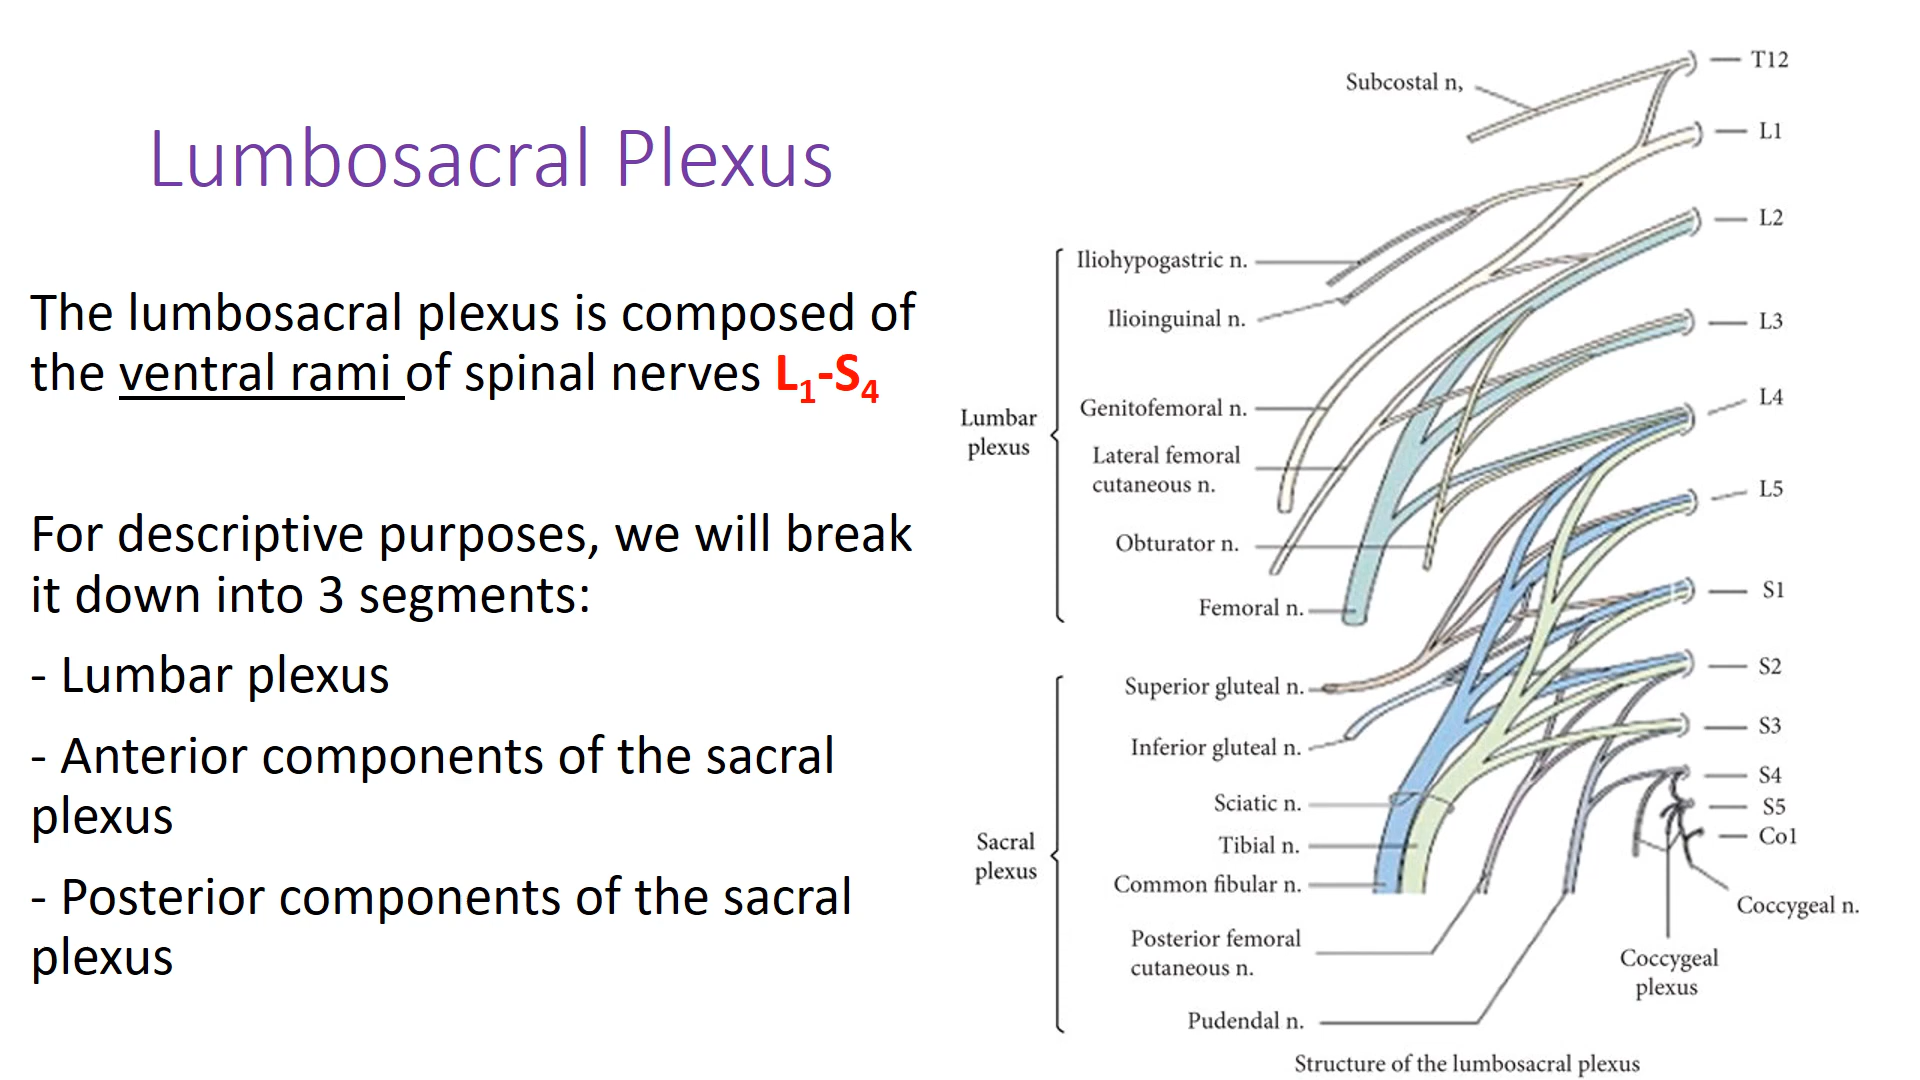 Lumbosacral Plexus
The lumbosacral plexus is composed of
the ventral rami of spinal nerves L₁-S₄
For descriptive purposes, we will break
it down into 3 segments:
- Lumbar plexus
- Anterior components of the sacral
plexus
- Posterior components of the sacral
plexus
Subcostal n,
T12
L1
L2
L3
L4
L5
S1
S2
S3
S4
S5
Co1
Lumbar
plexus
Iliohypogastric n.
Ilioinguinal n.
Genitofemoral n.
Lateral femoral
cutaneous n.
Obturator n.
Femoral n.
Sacral
plexus
Superior gluteal n.
Inferior gluteal n.
Sciatic n.
Tibial n.
Common fibular n.
Posterior femoral
cutaneous n.
Pudendal n.
Coccygeal n.
Coccygeal
plexus
Structure of the lumbosacral plexus